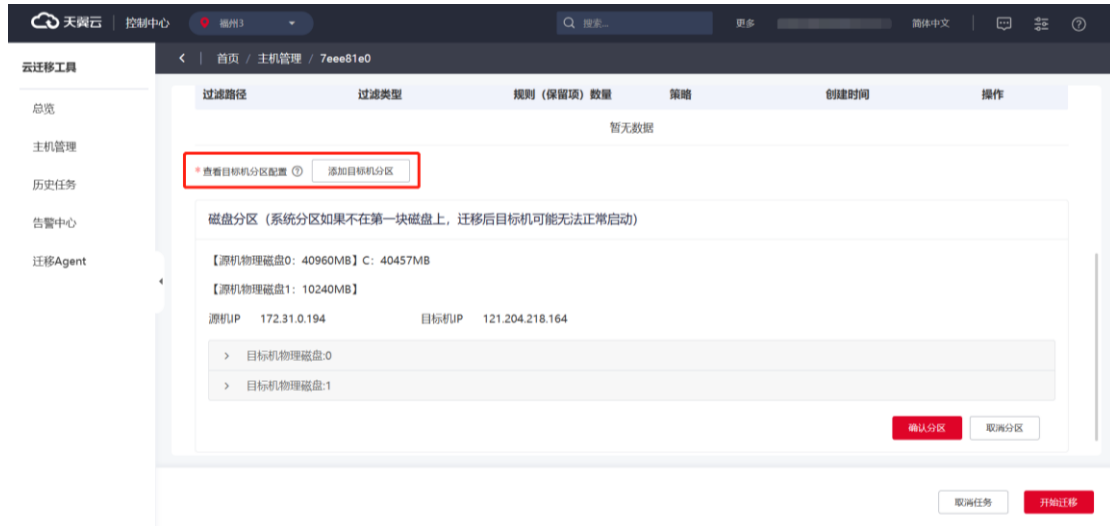 天翼云 控制中心 福州3 搜索... 更多 简体中文
云迁移工具
首页 / 主机管理 / 7eee81e0
总览
主机管理
历史任务
告警中心
迁移Agent
过滤路径 过滤类型 规则（保留项）数量 策略 创建时间 操作
暂无数据
* 查看目标机分区配置 添加目标机分区
磁盘分区（系统分区如果不在第一块磁盘上，迁移后目标机可能无法正常启动）
【源机物理磁盘0：40960MB】C：40457MB
【源机物理磁盘1：10240MB】
源机IP 172.31.0.194 目标机IP 121.204.218.164
目标机物理磁盘:0
目标机物理磁盘:1
确认分区 取消分区
取消任务 开始迁移